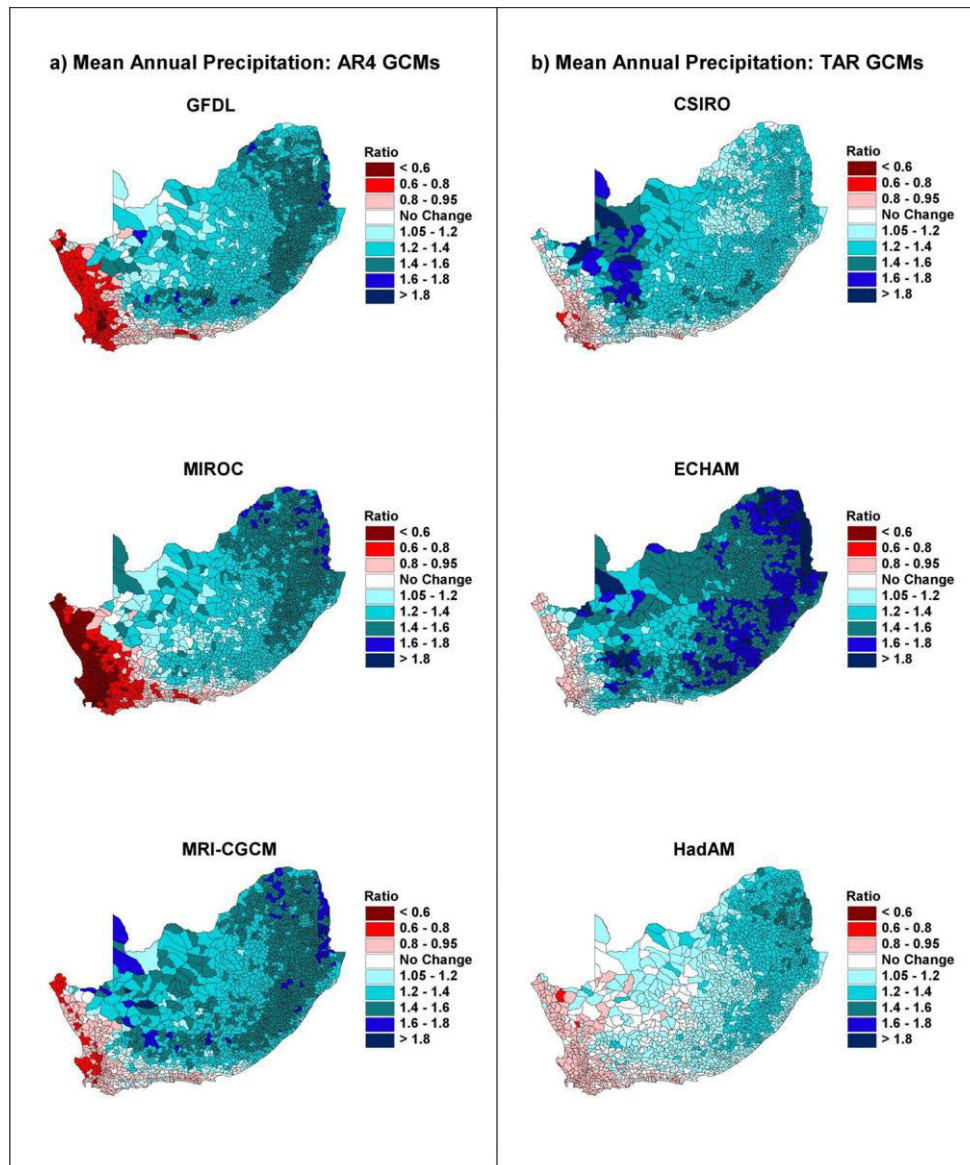 a) Mean Annual Precipitation: AR4 GCMs
GFDL
Ratio
< 0.6
0.6 - 0.8
0.8 - 0.95
No Change
1.05 - 1.2
1.2 - 1.4
1.4 - 1.6
1.6 - 1.8
> 1.8
MIROC
Ratio
< 0.6
0.6 - 0.8
0.8 - 0.95
No Change
1.05 - 1.2
1.2 - 1.4
1.4 - 1.6
1.6 - 1.8
> 1.8
MRI-CGCM
Ratio
< 0.6
0.6 - 0.8
0.8 - 0.95
No Change
1.05 - 1.2
1.2 - 1.4
1.4 - 1.6
1.6 - 1.8
> 1.8
b) Mean Annual Precipitation: TAR GCMs
CSIRO
Ratio
< 0.6
0.6 - 0.8
0.8 - 0.95
No Change
1.05 - 1.2
1.2 - 1.4
1.4 - 1.6
1.6 - 1.8
> 1.8
ECHAM
Ratio
< 0.6
0.6 - 0.8
0.8 - 0.95
No Change
1.05 - 1.2
1.2 - 1.4
1.4 - 1.6
1.6 - 1.8
> 1.8
HadAM
Ratio
< 0.6
0.6 - 0.8
0.8 - 0.95
No Change
1.05 - 1.2
1.2 - 1.4
1.4 - 1.6
1.6 - 1.8
> 1.8